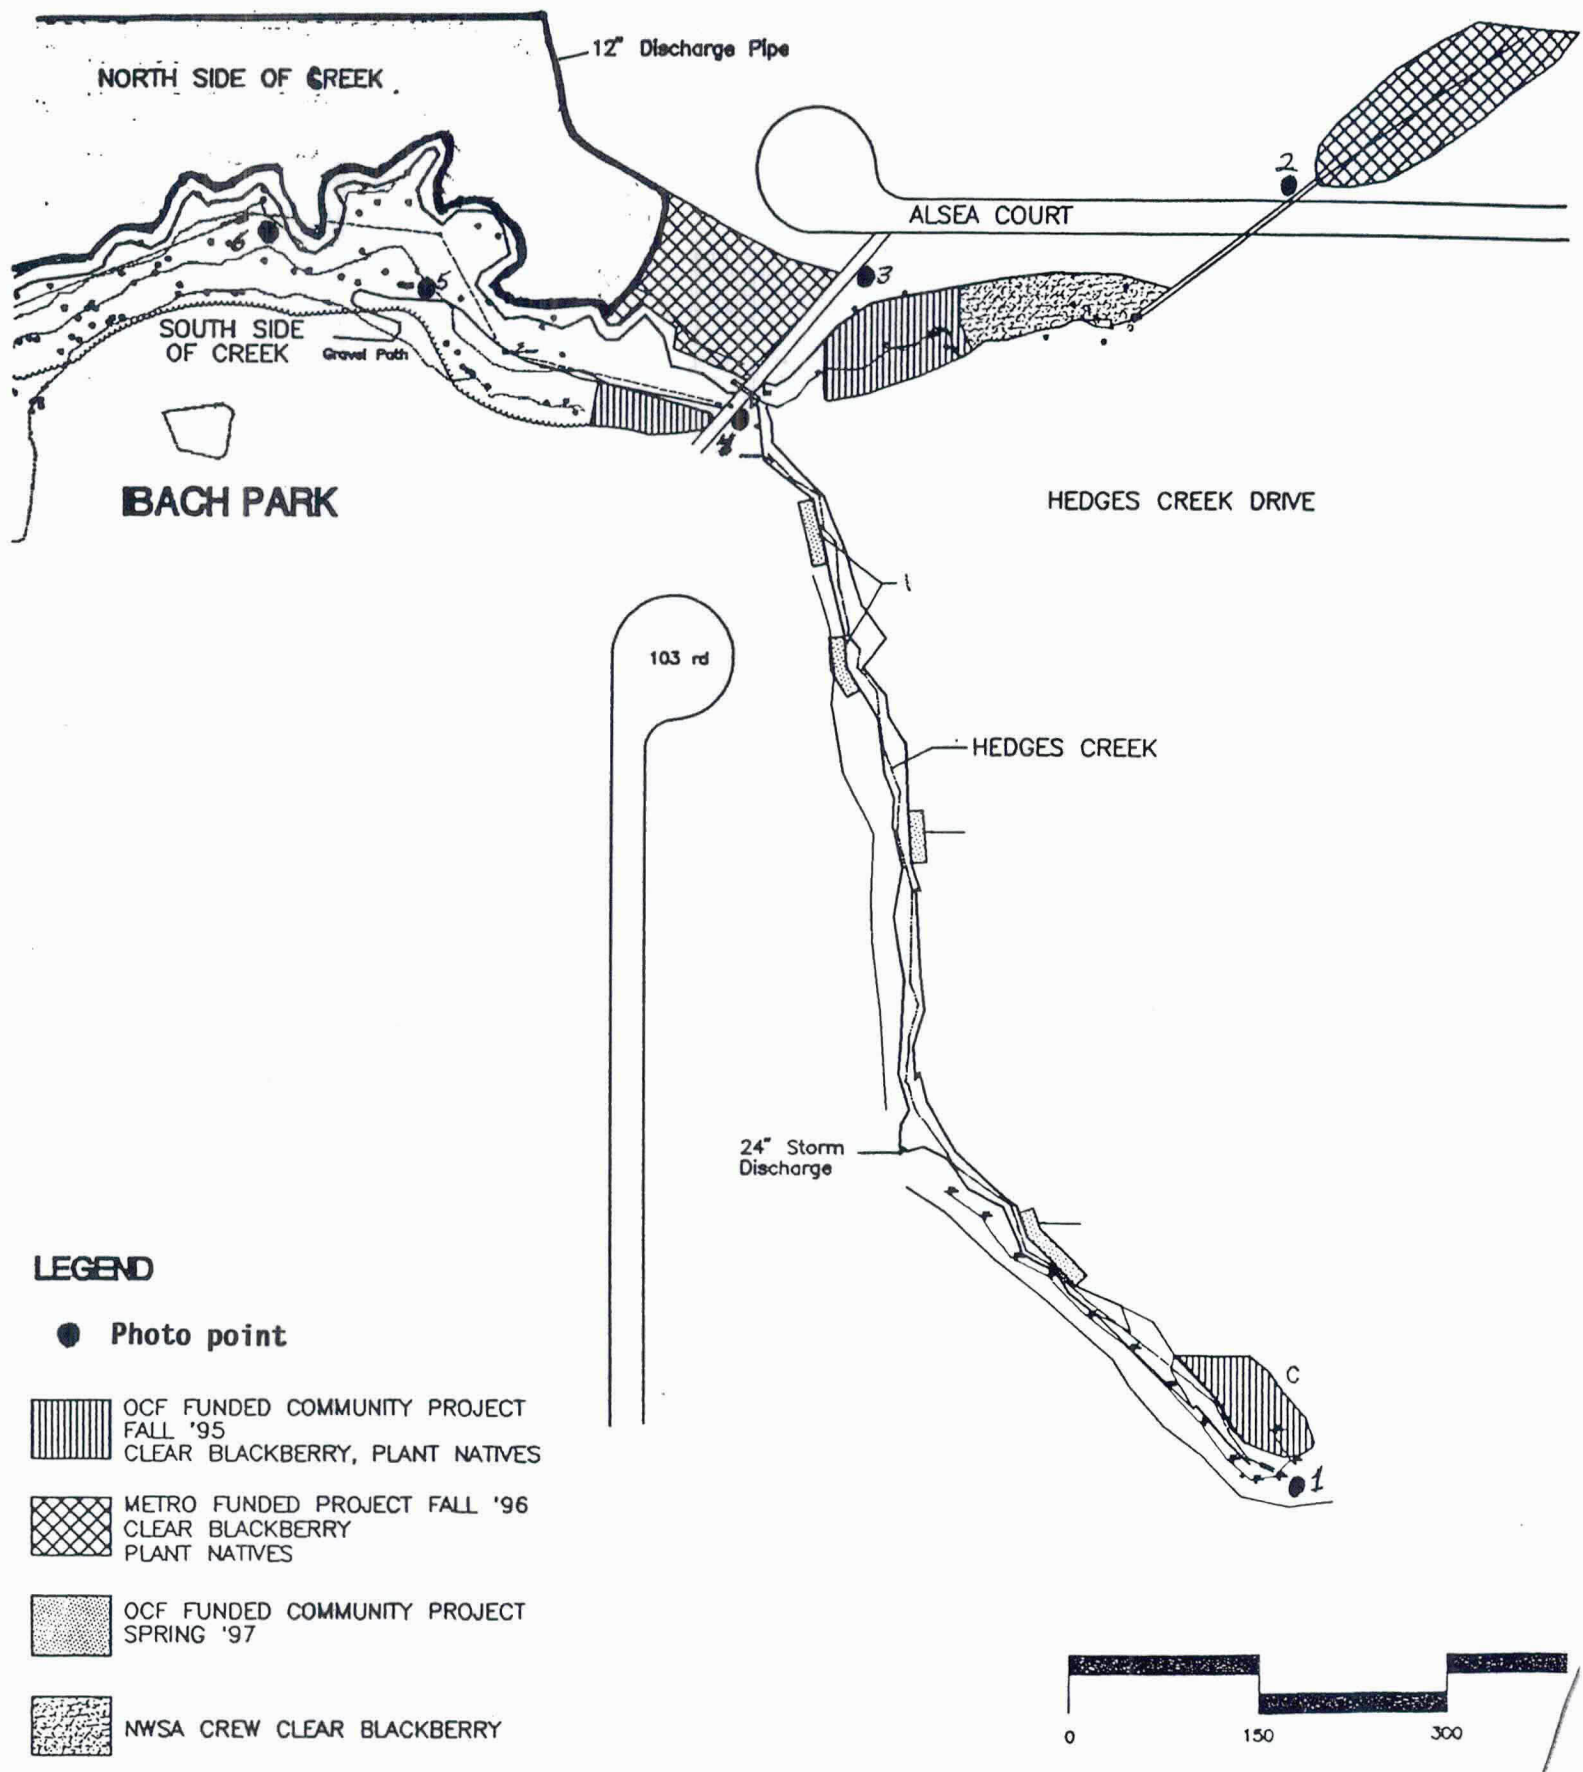 12" Discharge Pipe
NORTH SIDE OF CREEK
2
ALSEA COURT
6
5
3
SOUTH SIDE
OF CREEK
Gravel Path
4
IBACH PARK
HEDGES CREEK DRIVE
1
103 rd
HEDGES CREEK
24" Storm
Discharge
C
1
LEGEND
Photo point
OCF FUNDED COMMUNITY PROJECT
FALL '95
CLEAR BLACKBERRY, PLANT NATIVES
METRO FUNDED PROJECT FALL '96
CLEAR BLACKBERRY
PLANT NATIVES
OCF FUNDED COMMUNITY PROJECT
SPRING '97
NWSA CREW CLEAR BLACKBERRY
0 150 300